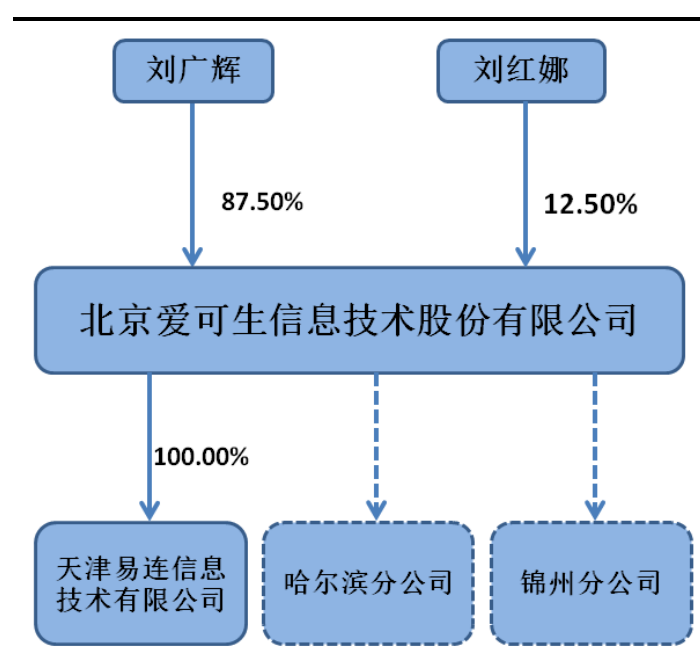 刘广辉
刘红娜
87.50%
12.50%
北京爱可生信息技术股份有限公司
100.00%
天津易连信息
技术有限公司
哈尔滨分公司
锦州分公司